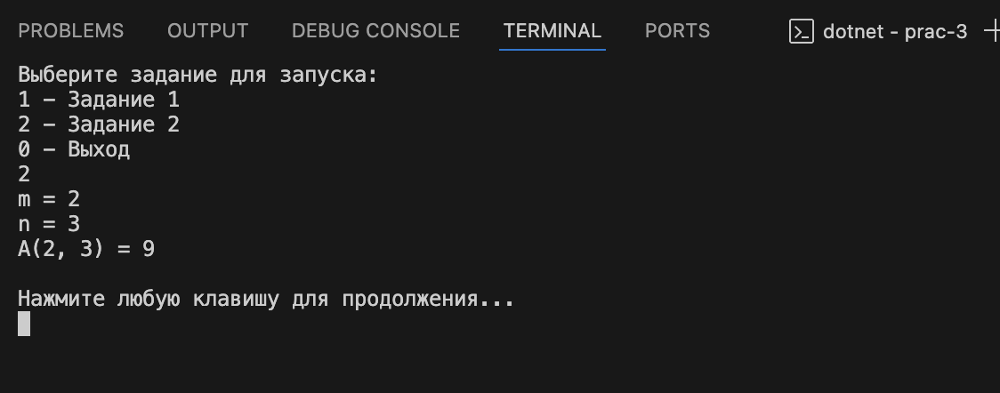 PROBLEMS OUTPUT DEBUG CONSOLE TERMINAL PORTS dotnet - prac-3
Выберите задание для запуска:
1 - Задание 1
2 - Задание 2
0 - Выход
2
m = 2
n = 3
A(2, 3) = 9
Нажмите любую клавишу для продолжения...